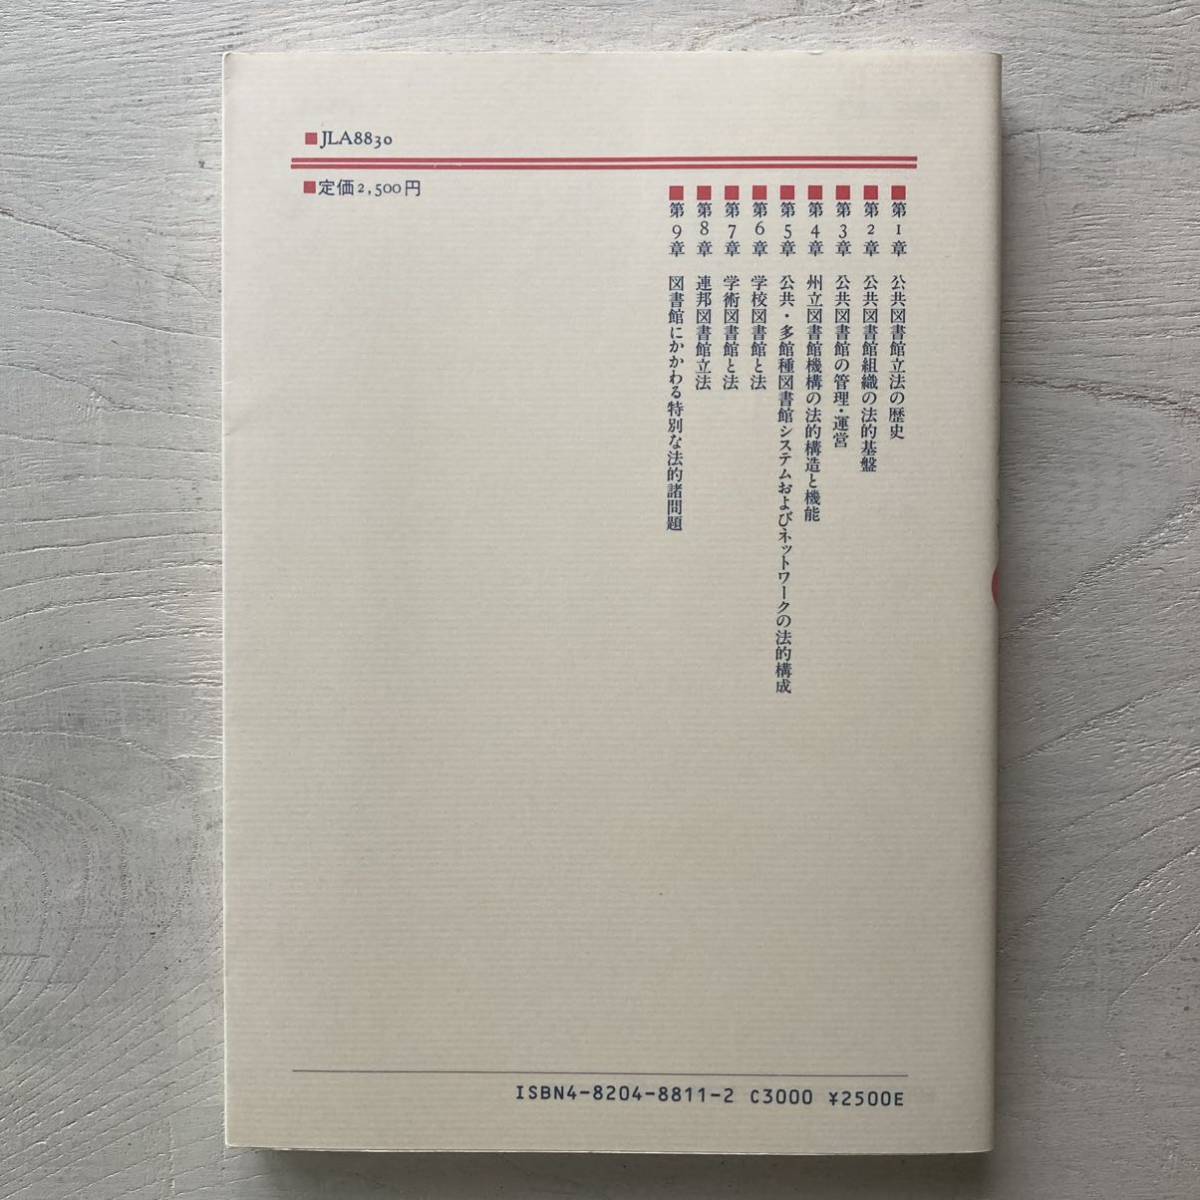 ■JLA8830
■定価2,500円
■第1章 公共図書館立法の歴史
■第2章 公共図書館組織の法的基盤
■第3章 公共図書館の管理・運営
■第4章 州立図書館機構の法的構造と機能
■第5章 公共・多館種図書館システムおよびネットワークの法的構成
■第6章 学校図書館と法
■第7章 学術図書館と法
■第8章 連邦図書館立法
■第9章 図書館にかかわる特別な法的諸問題
ISBN4-8204-8811-2 C3000 ¥2500E